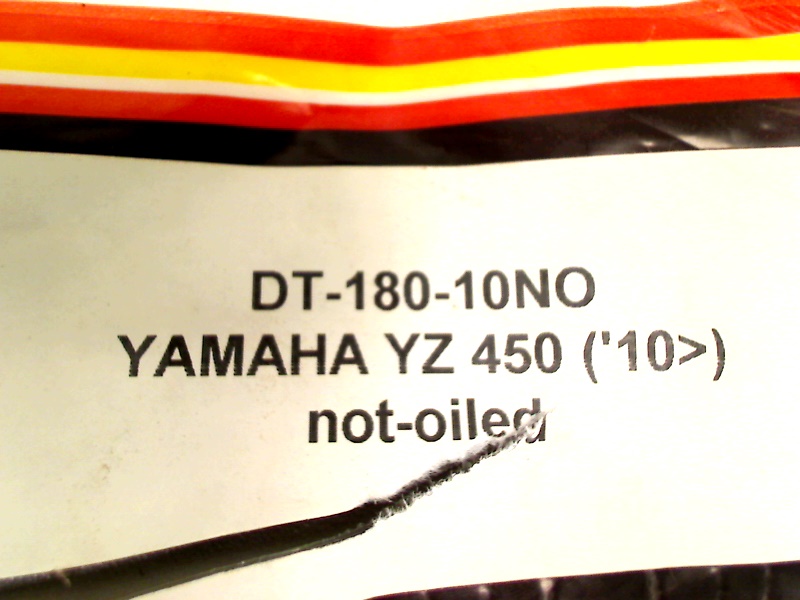 DT-180-10NO
YAMAHA YZ 450 ('10>)
not-oiled